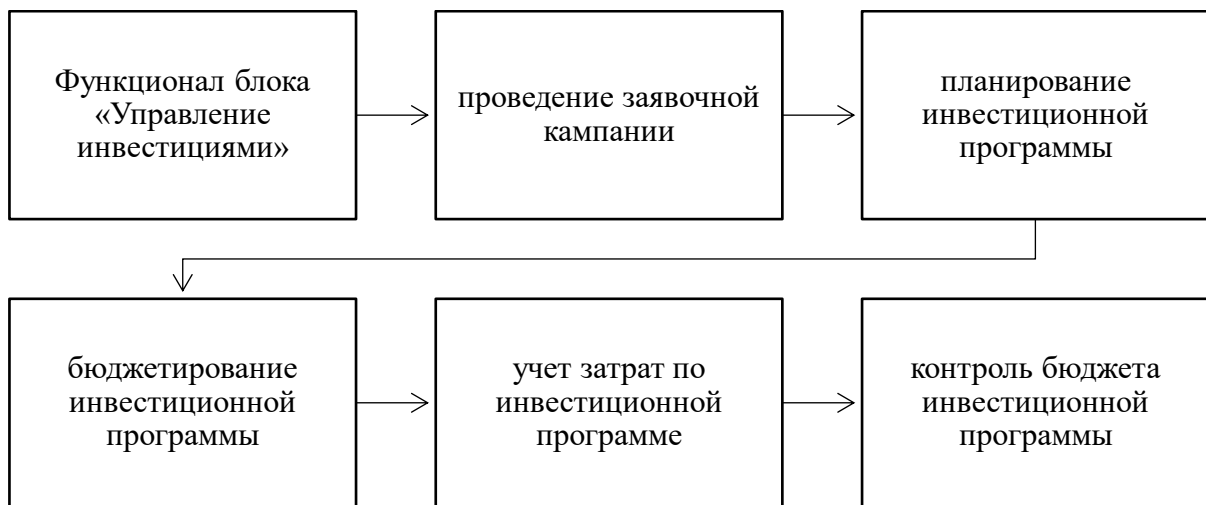 Функционал блока
«Управление
инвестициями»
проведение заявочной
кампании
планирование
инвестиционной
программы
бюджетирование
инвестиционной
программы
учет затрат по
инвестиционной
программе
контроль бюджета
инвестиционной
программы